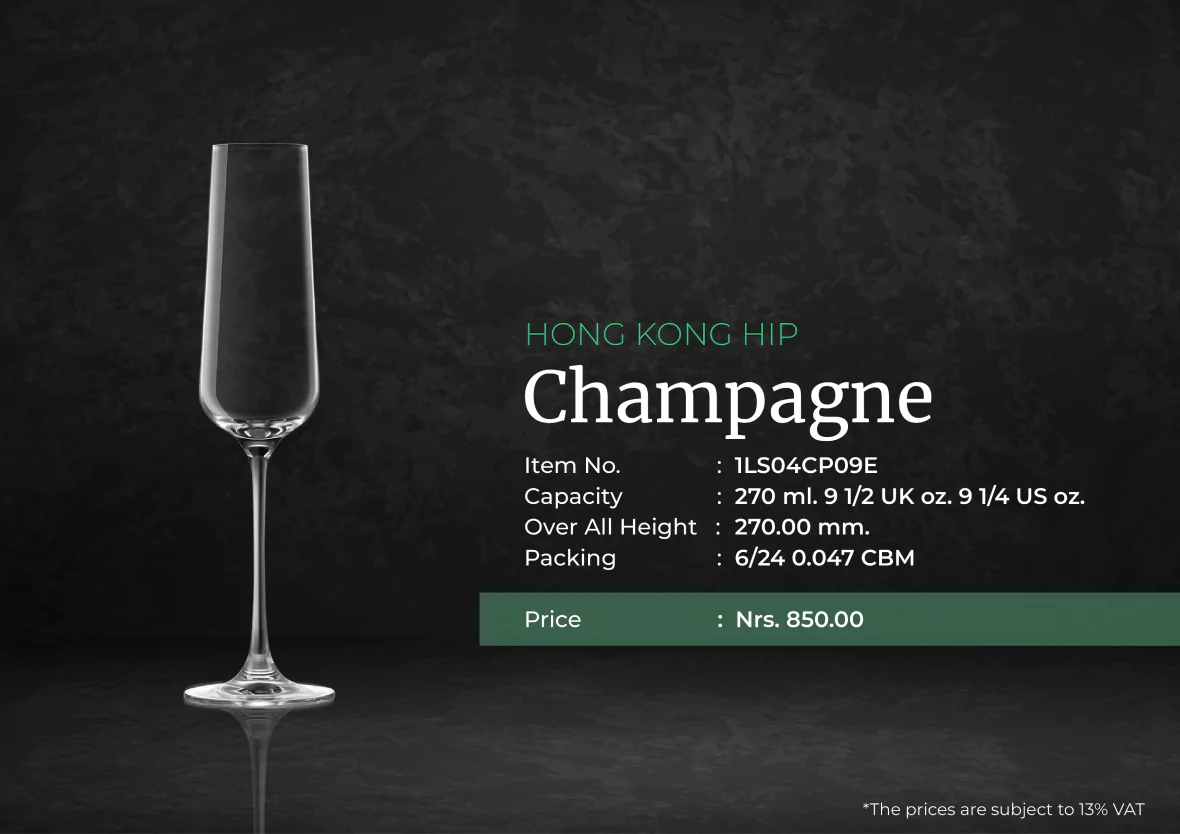 HONG KONG HIP
Champagne
Item No. : 1LS04CP09E
Capacity : 270 ml. 9 1/2 UK oz. 9 1/4 US oz.
Over All Height : 270.00 mm.
Packing : 6/24 0.047 CBM
Price : Nrs. 850.00
*The prices are subject to 13% VAT